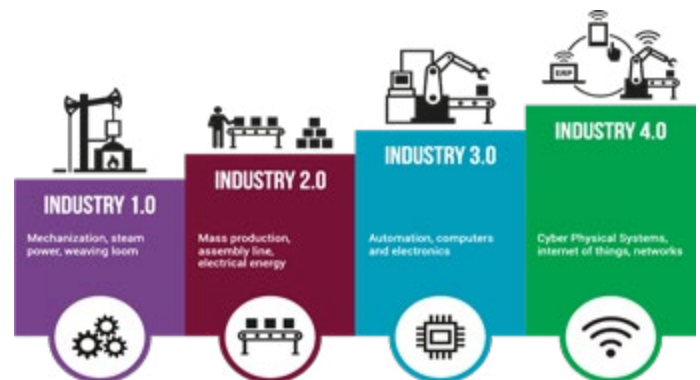 ERP
INDUSTRY 1.0
Mechanization, steam
power, weaving loom
INDUSTRY 2.0
Mass production,
assembly line,
electrical energy
INDUSTRY 3.0
Automation, computers
and electronics
INDUSTRY 4.0
Cyber Physical Systems,
internet of things, networks